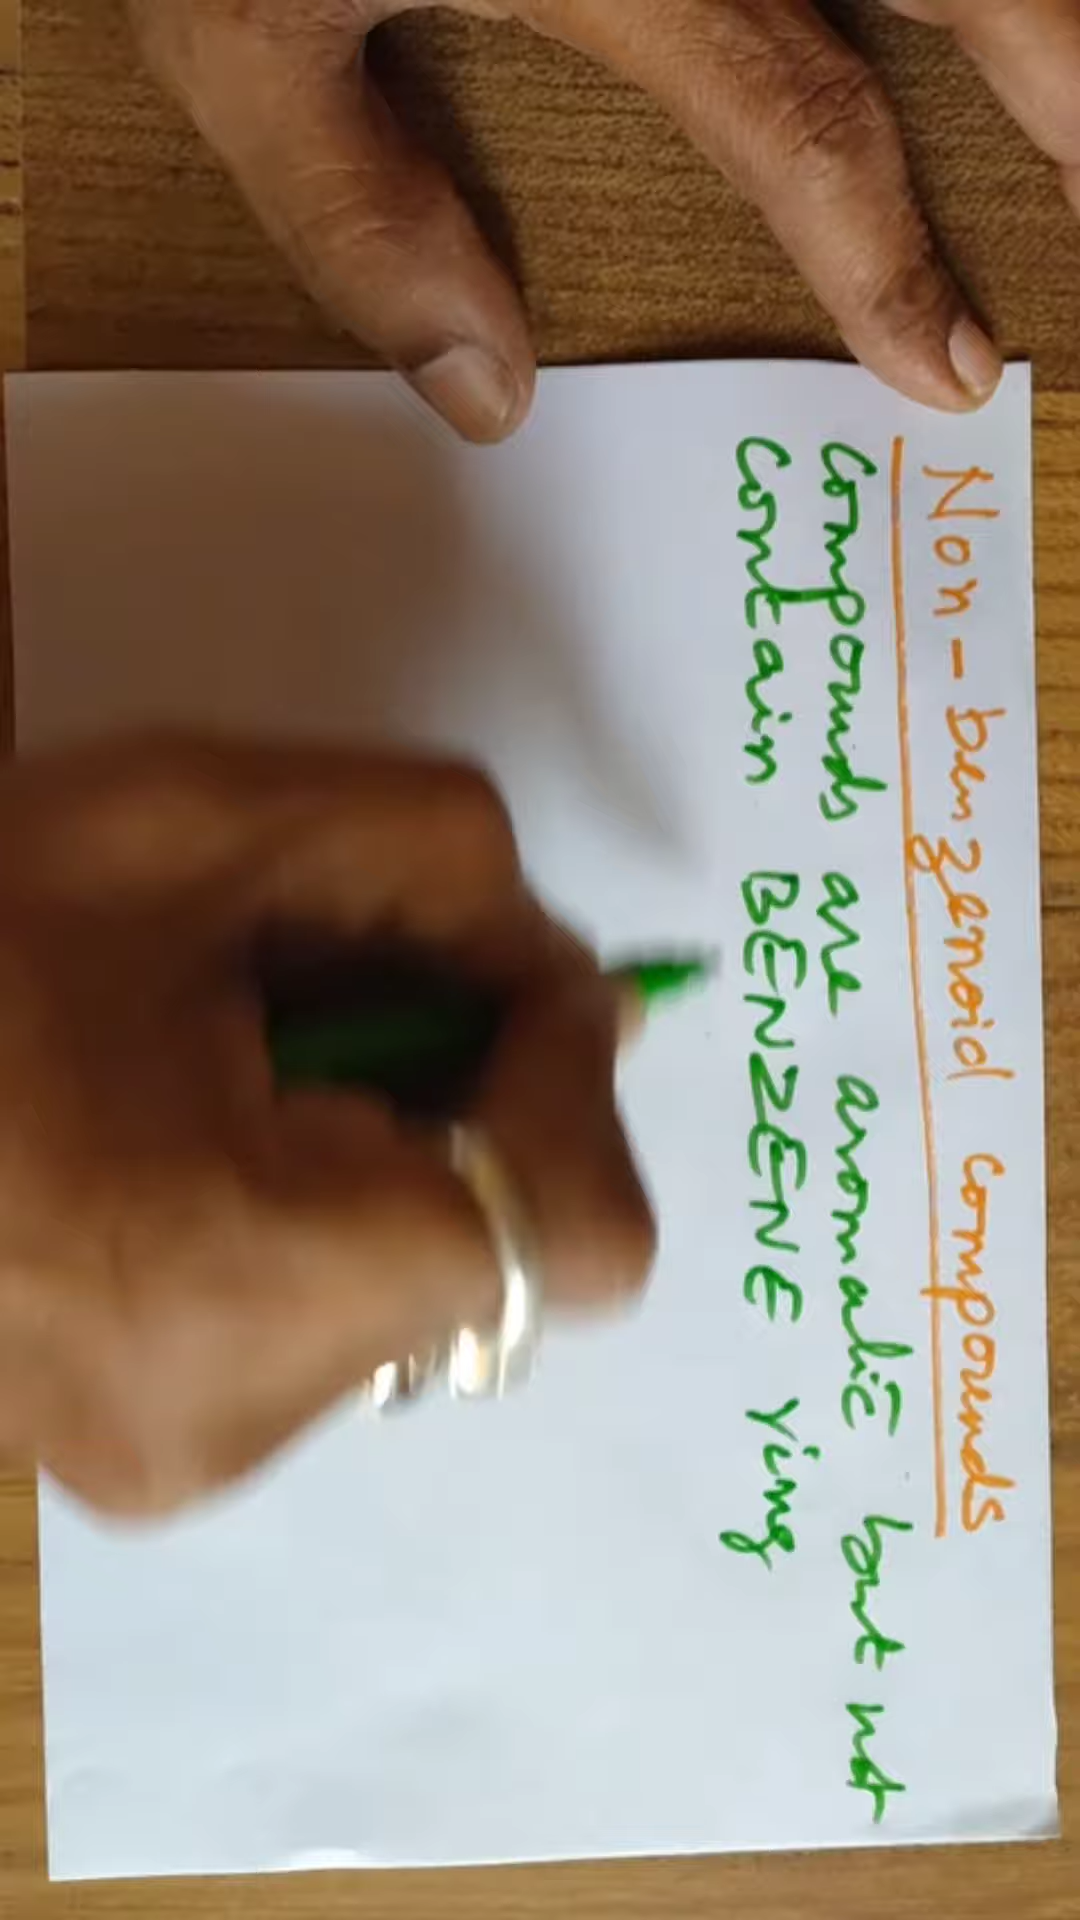 Non-benzenoid compounds
compounds are aromatic but not
contain BENZENE ring